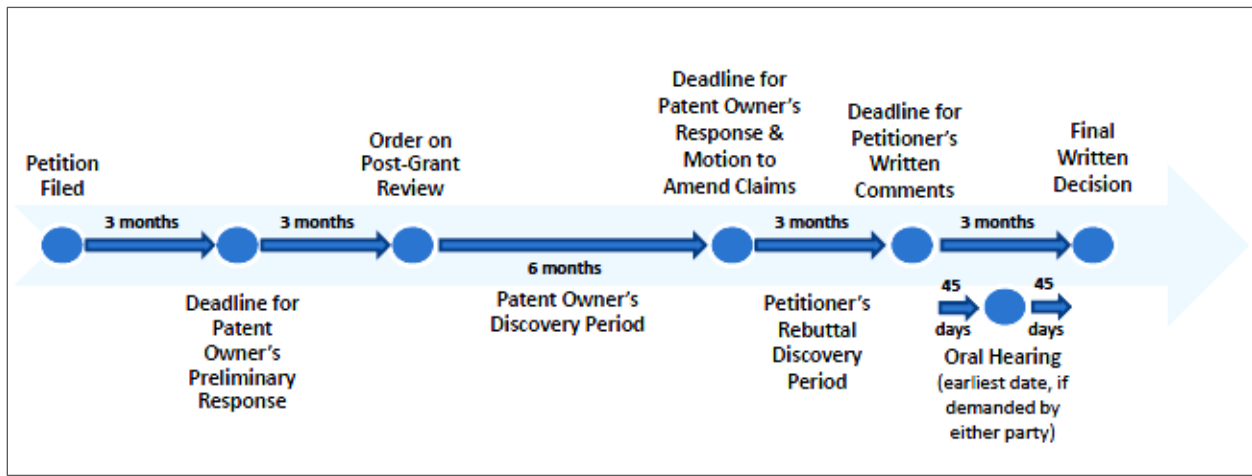 Petition
Filed
3 months
Deadline for
Patent
Owner's
Preliminary
Response
3 months
Order on
Post-Grant
Review
6 months
Patent Owner's
Discovery Period
Deadline for
Patent Owner's
Response &
Motion to
Amend Claims
3 months
Petitioner's
Rebuttal
Discovery
Period
Deadline for
Petitioner's
Written
Comments
3 months
45
days
45
days
Oral Hearing
(earliest date, if
demanded by
either party)
Final
Written
Decision